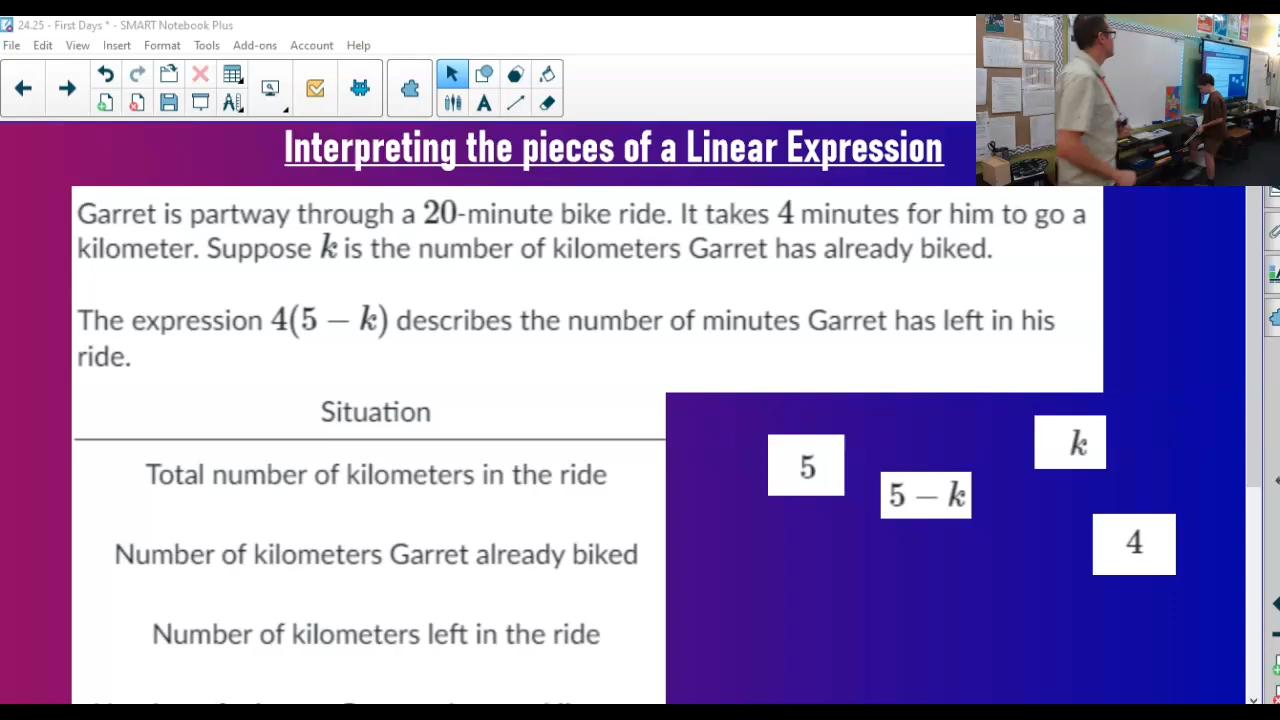 24.25 - First Days * - SMART Notebook Plus
File Edit View Insert Format Tools Add-ons Account Help
Interpreting the pieces of a Linear Expression
Garret is partway through a 20-minute bike ride. It takes 4 minutes for him to go a
kilometer. Suppose k is the number of kilometers Garret has already biked.
The expression 4(5 − k) describes the number of minutes Garret has left in his
ride.
Situation
Total number of kilometers in the ride
Number of kilometers Garret already biked
Number of kilometers left in the ride
5
k
5 − k
4